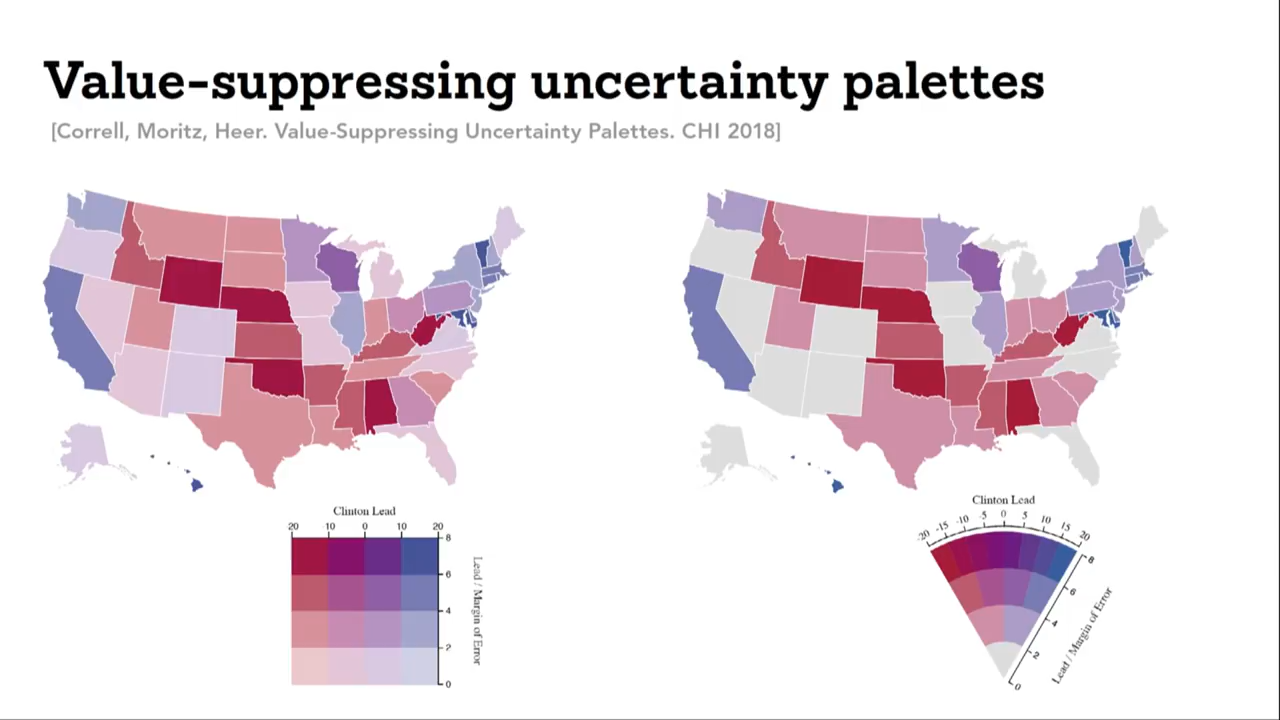 Value-suppressing uncertainty palettes
[Correll, Moritz, Heer. Value-Suppressing Uncertainty Palettes. CHI 2018]
Clinton Lead
20 10 0 10 20
8
6
4
2
0
Lead / Margin of Error
Clinton Lead
-20 -15 -10 -5 0 5 10 15 20
8
6
4
2
0
Lead / Margin of Error